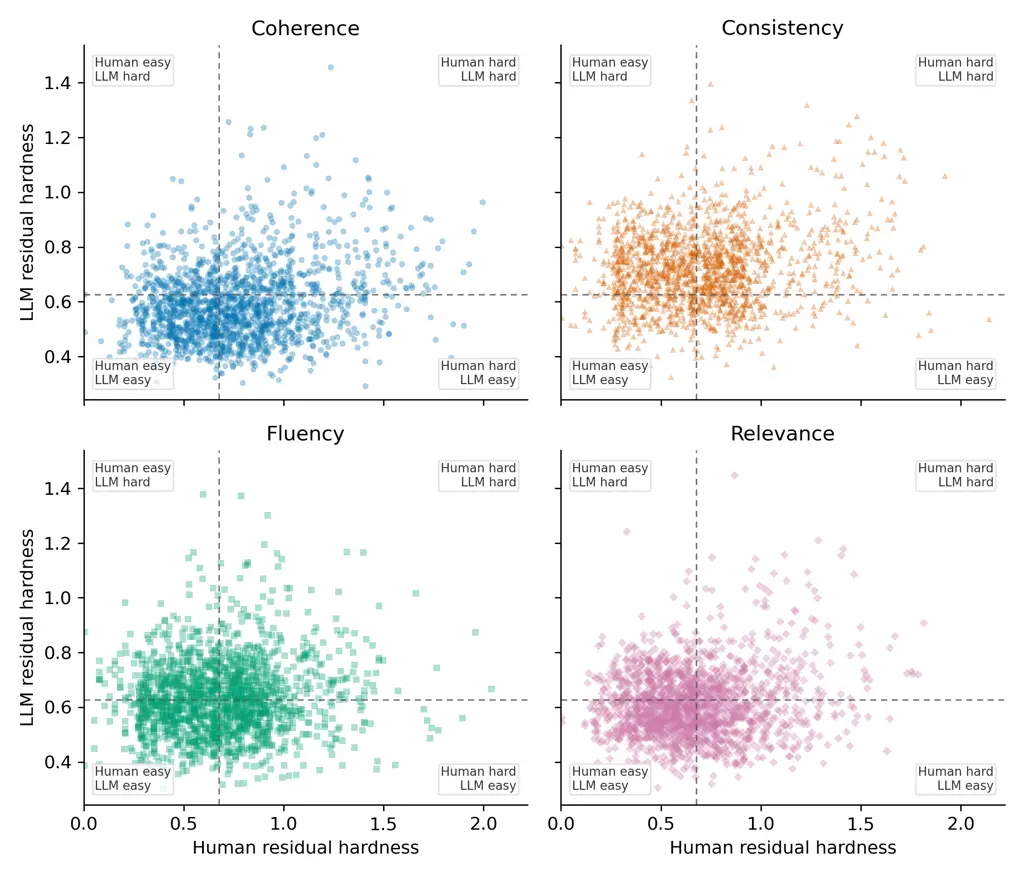 Coherence
Human easy
LLM hard
Human hard
LLM hard
LLM residual hardness
1.4
1.2
1.0
0.8
0.6
0.4
Human easy
LLM easy
Human hard
LLM easy
Consistency
Human easy
LLM hard
Human hard
LLM hard
Human easy
LLM easy
Human hard
LLM easy
Fluency
Human easy
LLM hard
Human hard
LLM hard
LLM residual hardness
1.4
1.2
1.0
0.8
0.6
0.4
Human easy
LLM easy
Human hard
LLM easy
0.0 0.5 1.0 1.5 2.0
Human residual hardness
Relevance
Human easy
LLM hard
Human hard
LLM hard
Human easy
LLM easy
Human hard
LLM easy
0.0 0.5 1.0 1.5 2.0
Human residual hardness